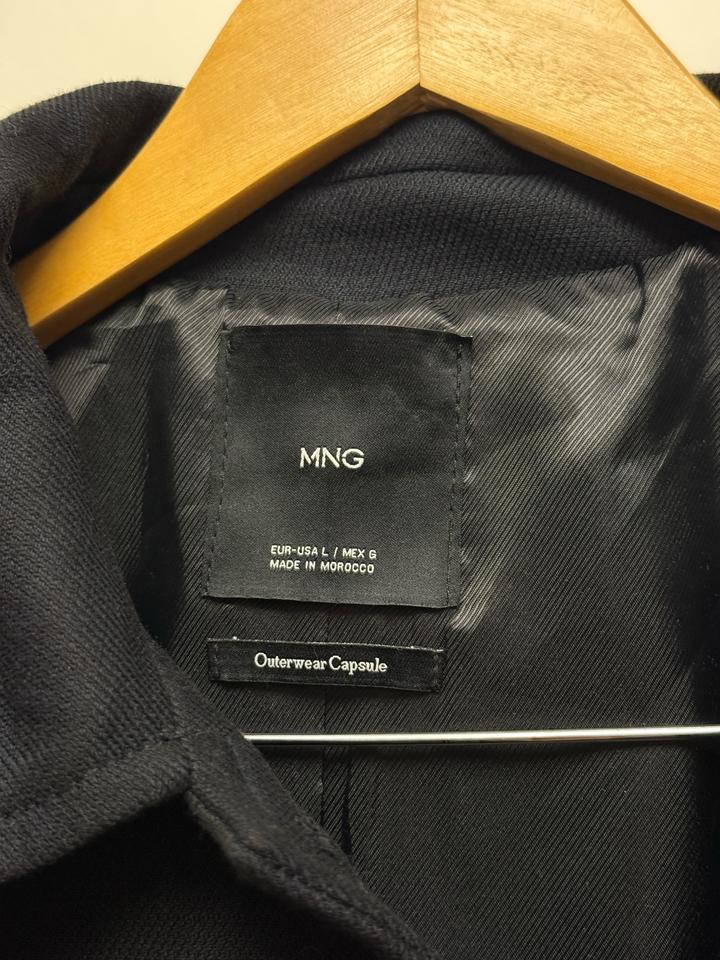 MNG
EUR-USA L / MEX G
MADE IN MOROCCO
Outerwear Capsule